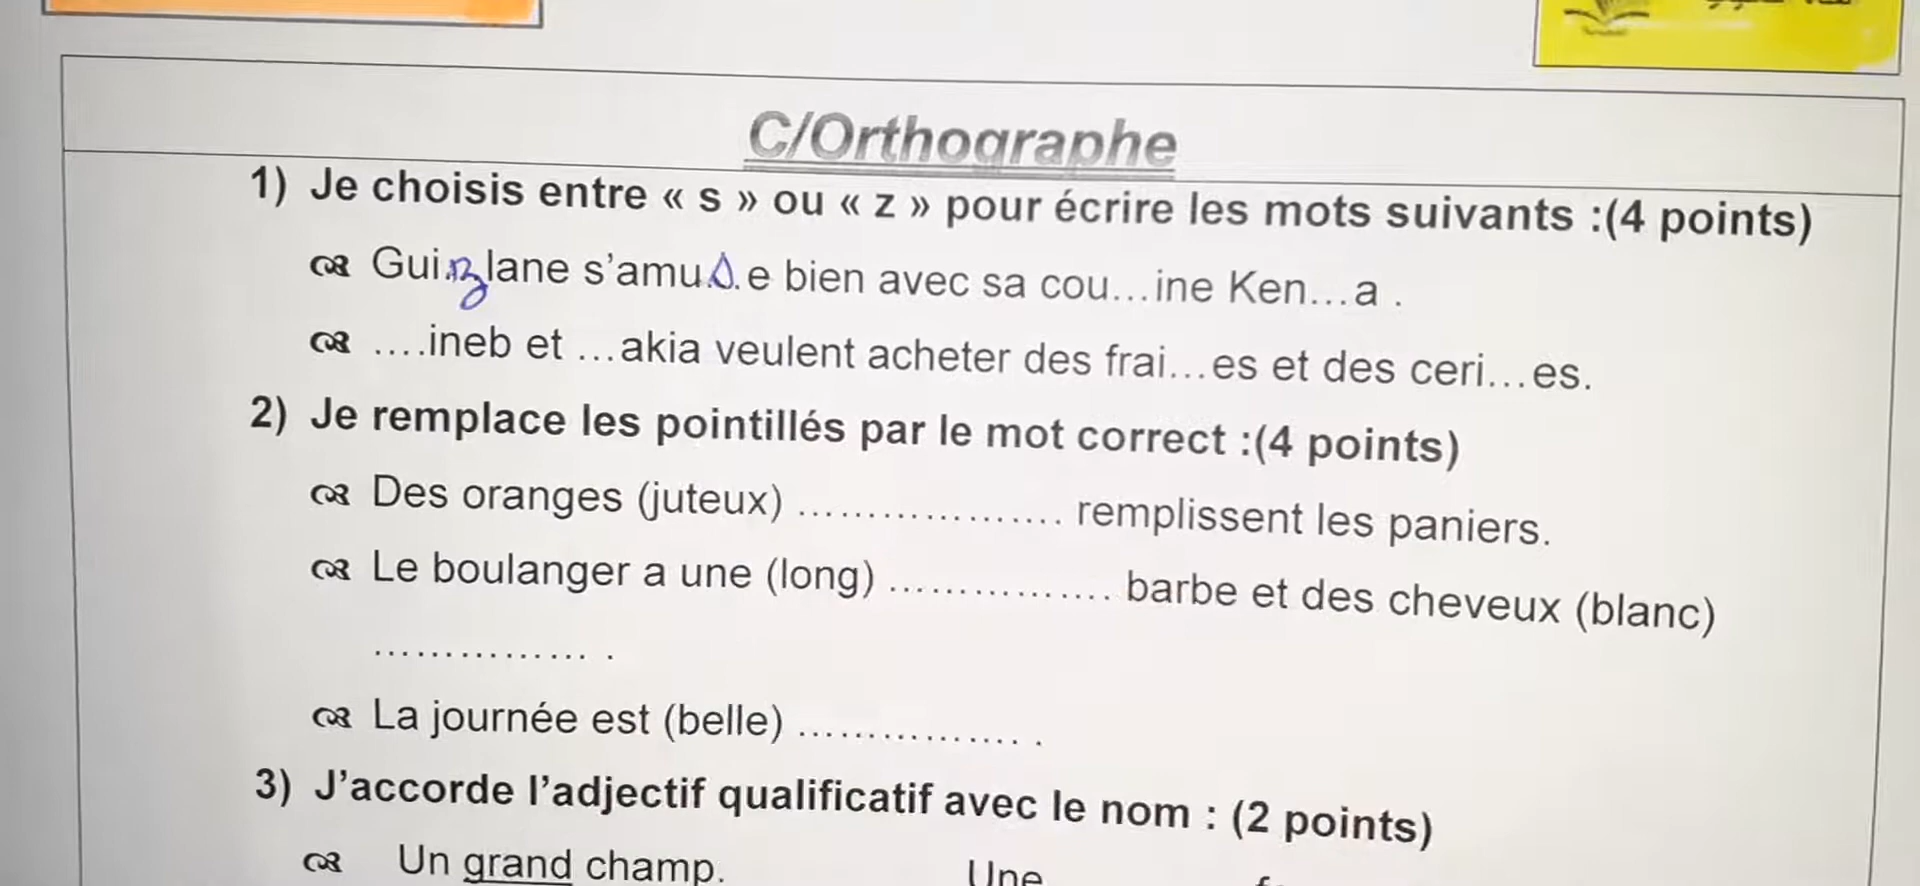 C/Orthographe
1) Je choisis entre « s » ou « z » pour écrire les mots suivants :(4 points)
Gui.z.lane s'amu.s.e bien avec sa cou...ine Ken...a .
....ineb et ...akia veulent acheter des frai...es et des ceri...es.
2) Je remplace les pointillés par le mot correct :(4 points)
Des oranges (juteux) ................... remplissent les paniers.
Le boulanger a une (long) ................ barbe et des cheveux (blanc)
............... .
La journée est (belle) ................ .
3) J'accorde l'adjectif qualificatif avec le nom : (2 points)
Un grand champ. Une